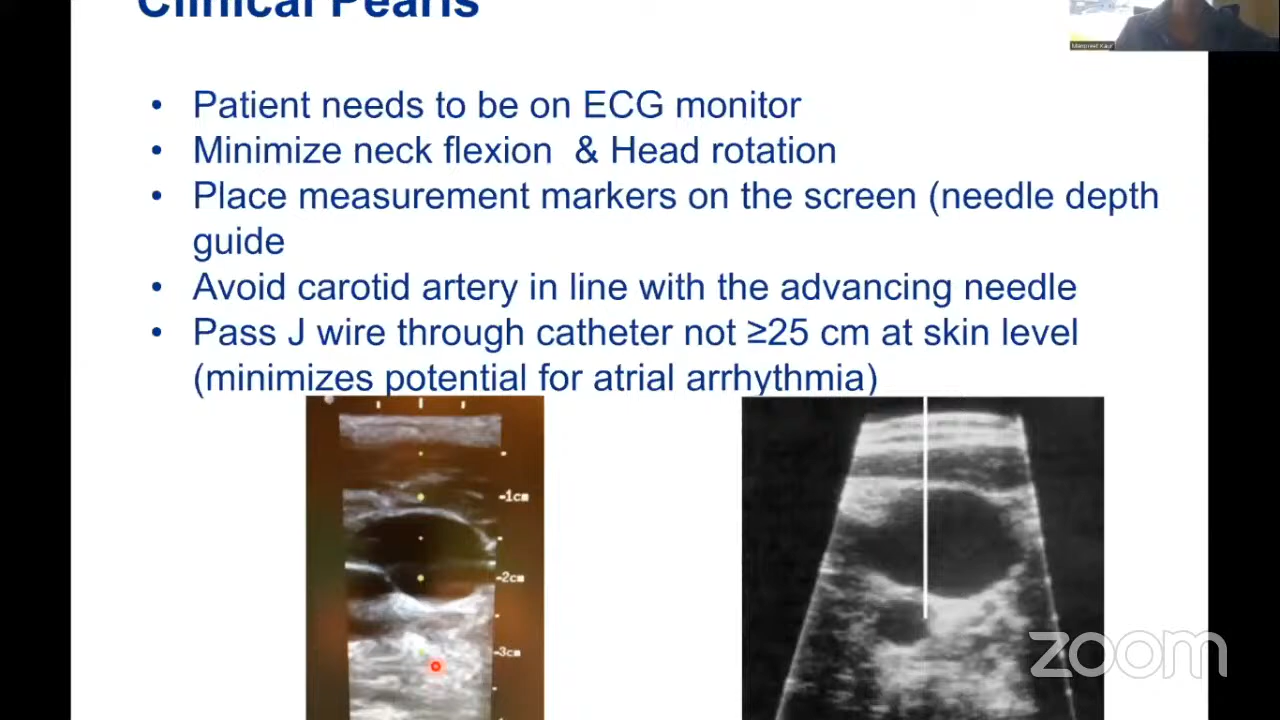 Clinical Pearls
Manpreet Kaur
• Patient needs to be on ECG monitor
• Minimize neck flexion  & Head rotation
• Place measurement markers on the screen (needle depth
guide
• Avoid carotid artery in line with the advancing needle
• Pass J wire through catheter not ≥25 cm at skin level
(minimizes potential for atrial arrhythmia)
-1cm
-2cm
-3cm
zoom